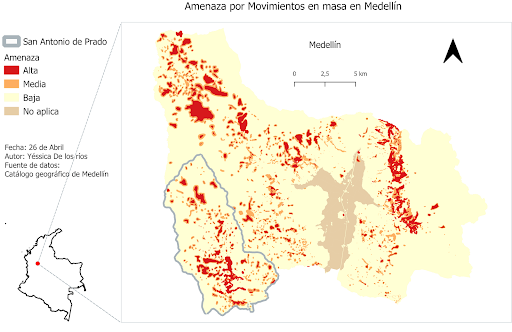 Amenaza por Movimientos en masa en Medellín
San Antonio de Prado
Amenaza
Alta
Media
Baja
No aplica
Medellín
0 2,5 5 km
Fecha: 26 de Abril
Autor: Yéssica De los ríos
Fuente de datos:
Catálogo geográfico de Medellín